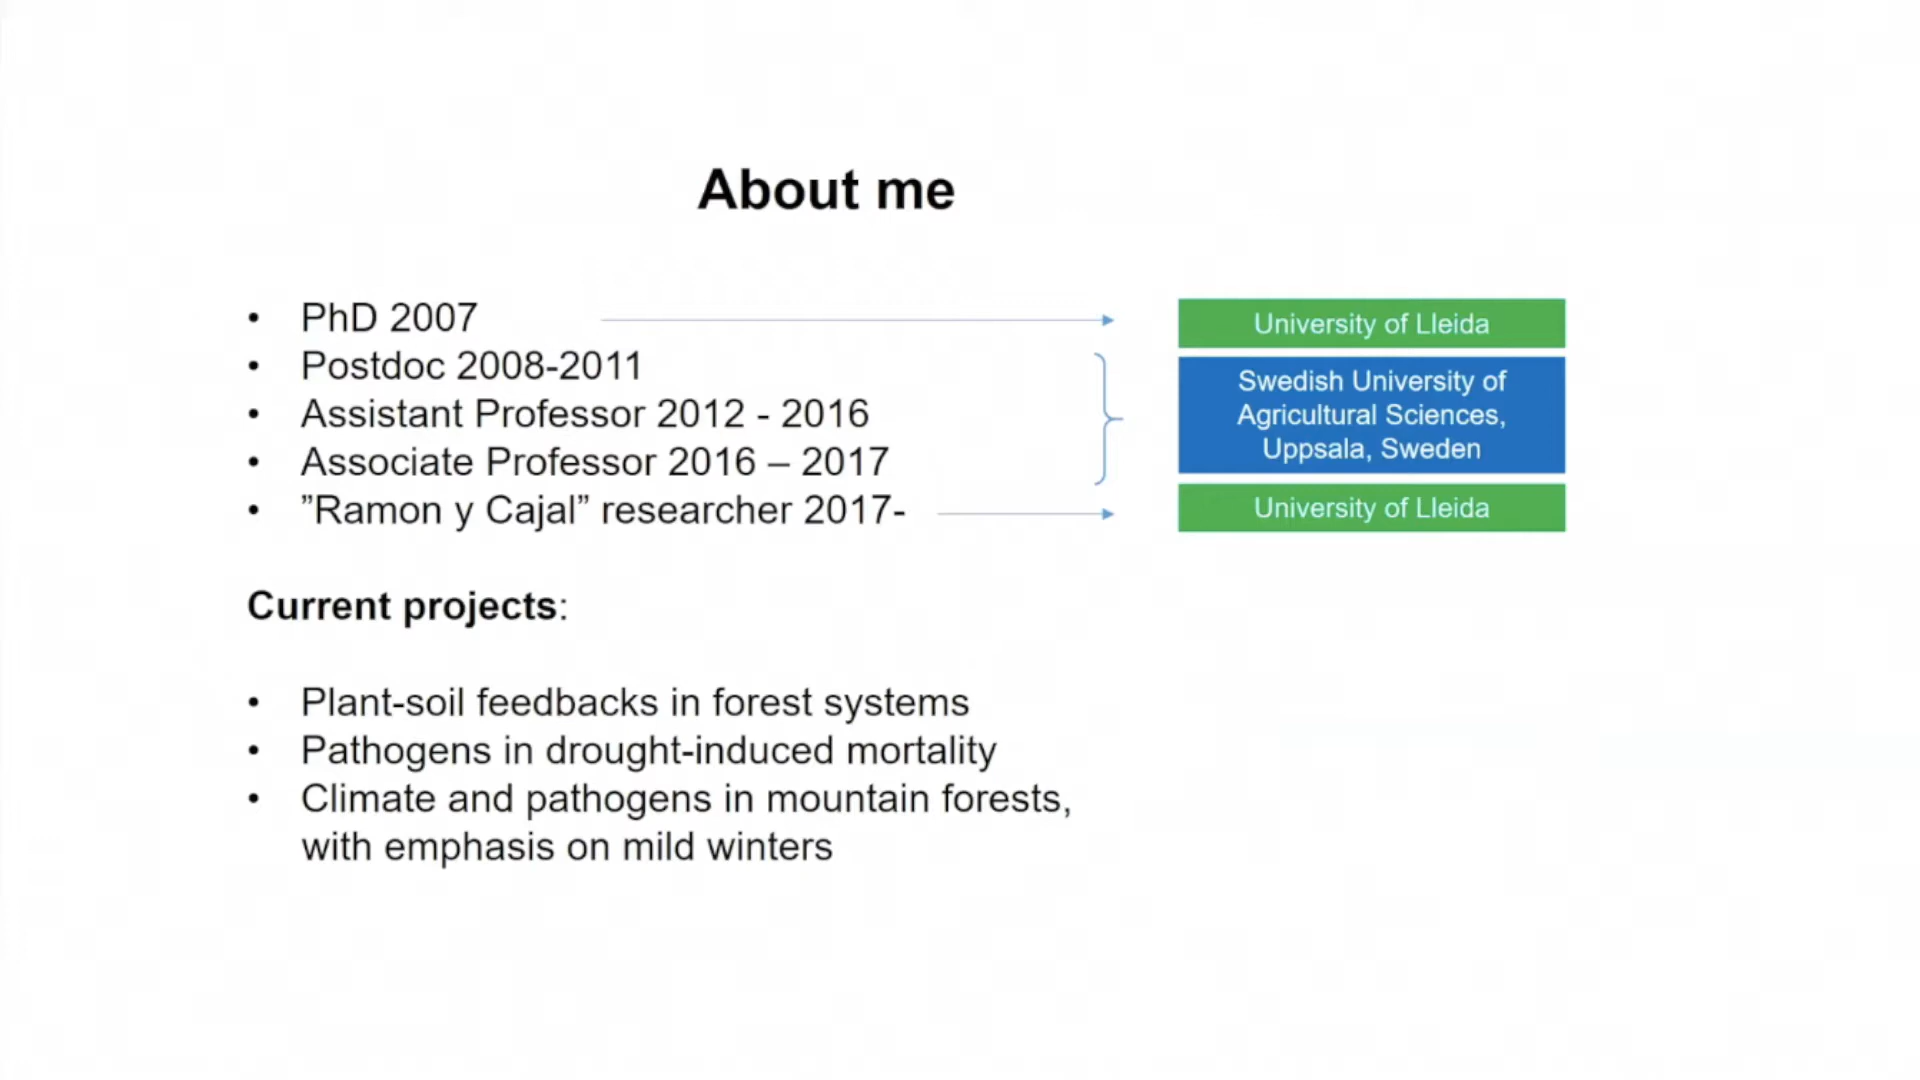 About me
• PhD 2007
University of Lleida
• Postdoc 2008-2011
• Assistant Professor 2012 - 2016
• Associate Professor 2016 – 2017
Swedish University of
Agricultural Sciences,
Uppsala, Sweden
• ”Ramon y Cajal” researcher 2017-
University of Lleida
Current projects:
• Plant-soil feedbacks in forest systems
• Pathogens in drought-induced mortality
• Climate and pathogens in mountain forests,
with emphasis on mild winters